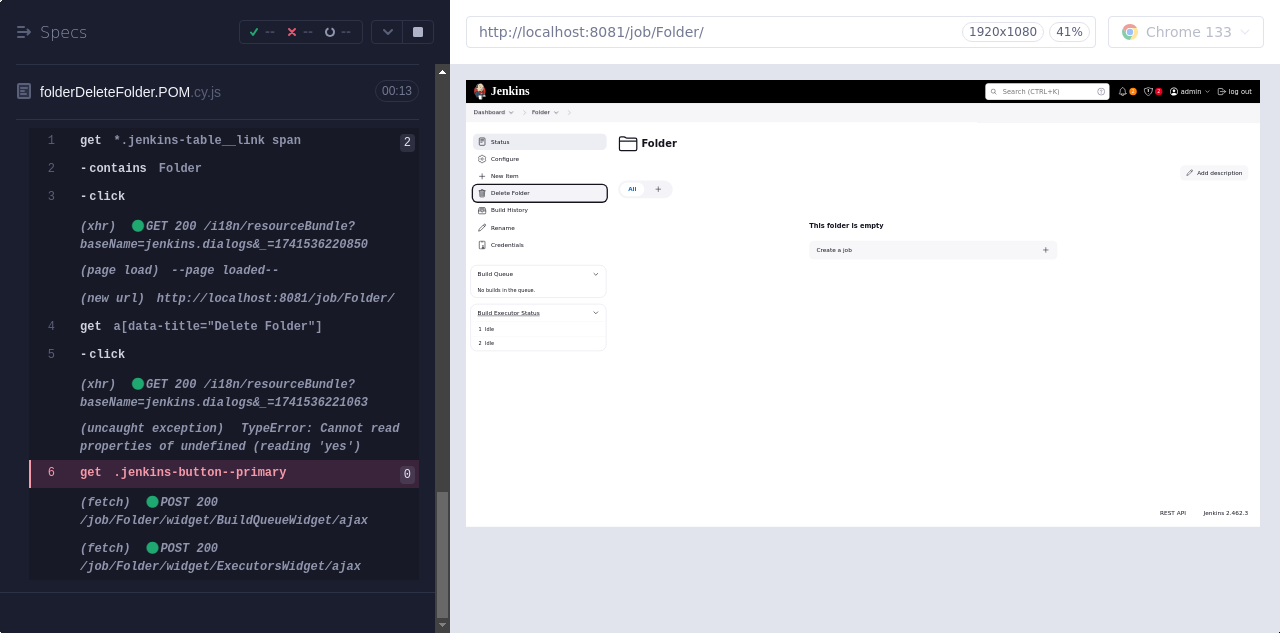 Specs
--
--
--
folderDeleteFolder.POM.cy.js
00:13
1 get *.jenkins-table__link span 2
2 -contains Folder
3 -click
(xhr) GET 200 /i18n/resourceBundle?
baseName=jenkins.dialogs&_=1741536220850
(page load) --page loaded--
(new url) http://localhost:8081/job/Folder/
4 get a[data-title="Delete Folder"]
5 -click
(xhr) GET 200 /i18n/resourceBundle?
baseName=jenkins.dialogs&_=1741536221063
(uncaught exception) TypeError: Cannot read
properties of undefined (reading 'yes')
6 get .jenkins-button--primary 0
(fetch) POST 200
/job/Folder/widget/BuildQueueWidget/ajax
(fetch) POST 200
/job/Folder/widget/ExecutorsWidget/ajax
http://localhost:8081/job/Folder/
1920x1080
41%
Chrome 133
Jenkins
Search (CTRL+K)
2
2
admin
log out
Dashboard
Folder
Status
Configure
New Item
Delete Folder
Build History
Rename
Credentials
Build Queue
No builds in the queue.
Build Executor Status
1 Idle
2 Idle
Folder
Add description
All
+
This folder is empty
Create a job
+
REST API
Jenkins 2.462.3